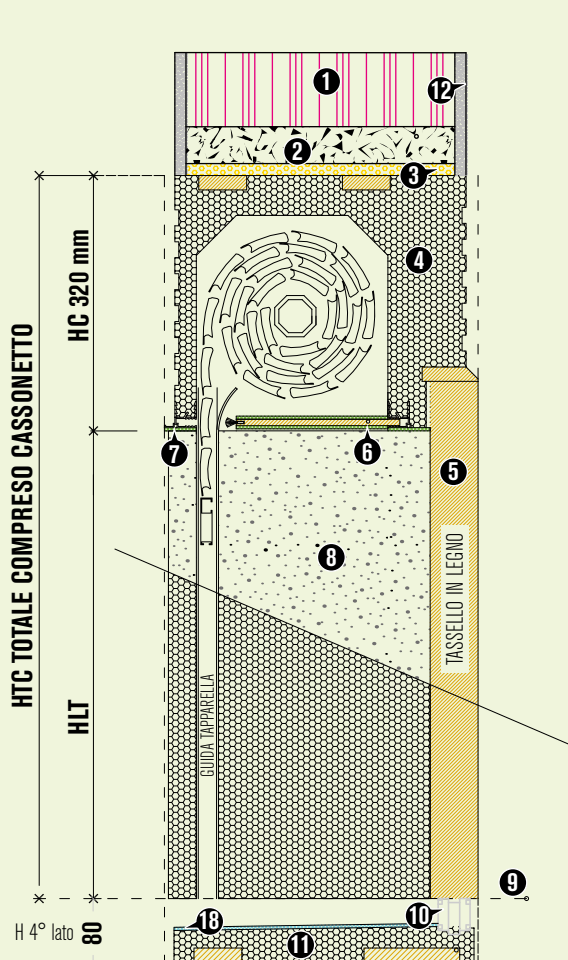 1
12
2
3
4
HC 320 mm
HTC TOTALE COMPRESO CASSONETTO
7
6
5
8
TASSELLO IN LEGNO
HLT
GUIDA TAPPARELLA
9
10
18
H 4° lato 80
11